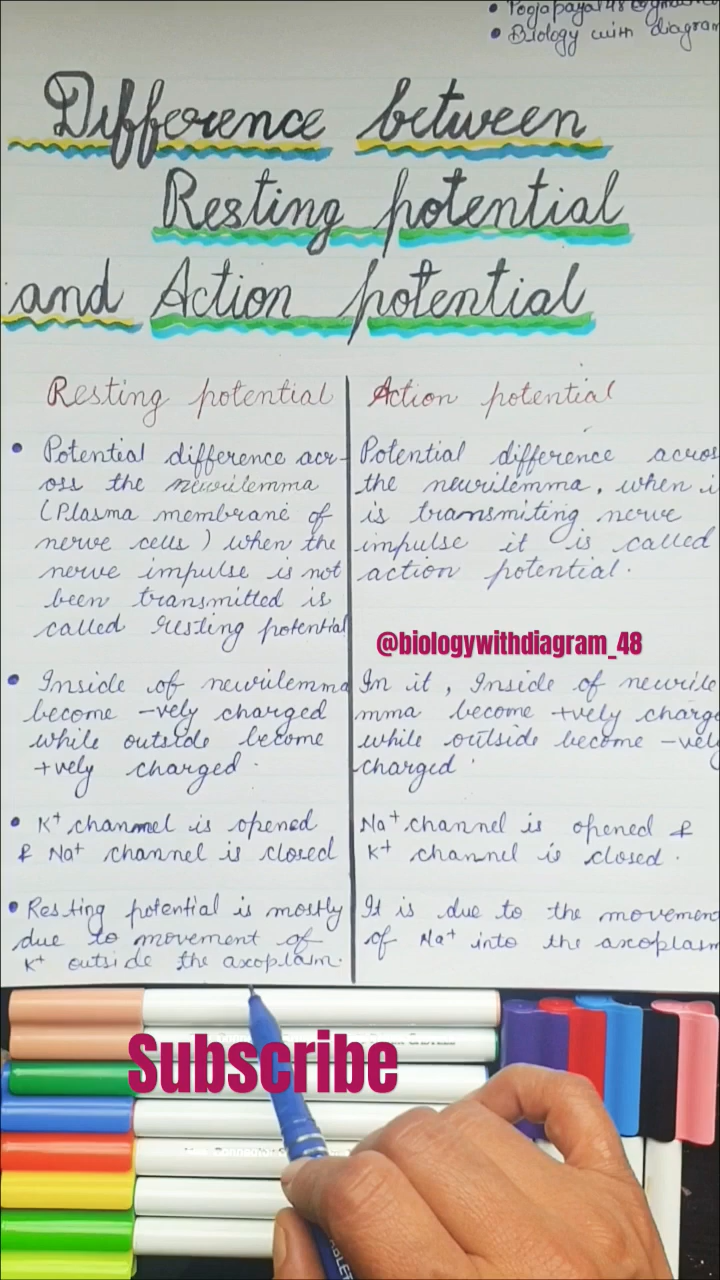 • Biology with diagram
Difference between
Resting potential
and Action potential
Resting potential
• Potential difference acr-
oss the neurilemma
(Plasma membrane of
nerve cells) when the
nerve impulse is not
been transmitted is
called resting potential
• Inside of neurilemma
become -vely charged
while outside become
+vely charged.
• K+ channel is opened
& Na+ channel is closed
• Resting potential is mostly
due to movement of
K+ outside the axoplasm.
Action potential
Potential difference acros
the neurilemma, when i
is transmiting nerve
impulse it is called
action potential.
@biologywithdiagram_48
In it, Inside of neurile
mma become +vely charge
while outside become -vely
charged.
Na+ channel is opened &
K+ channel is closed.
It is due to the movemen
of Na+ into the axoplasm
Subscribe